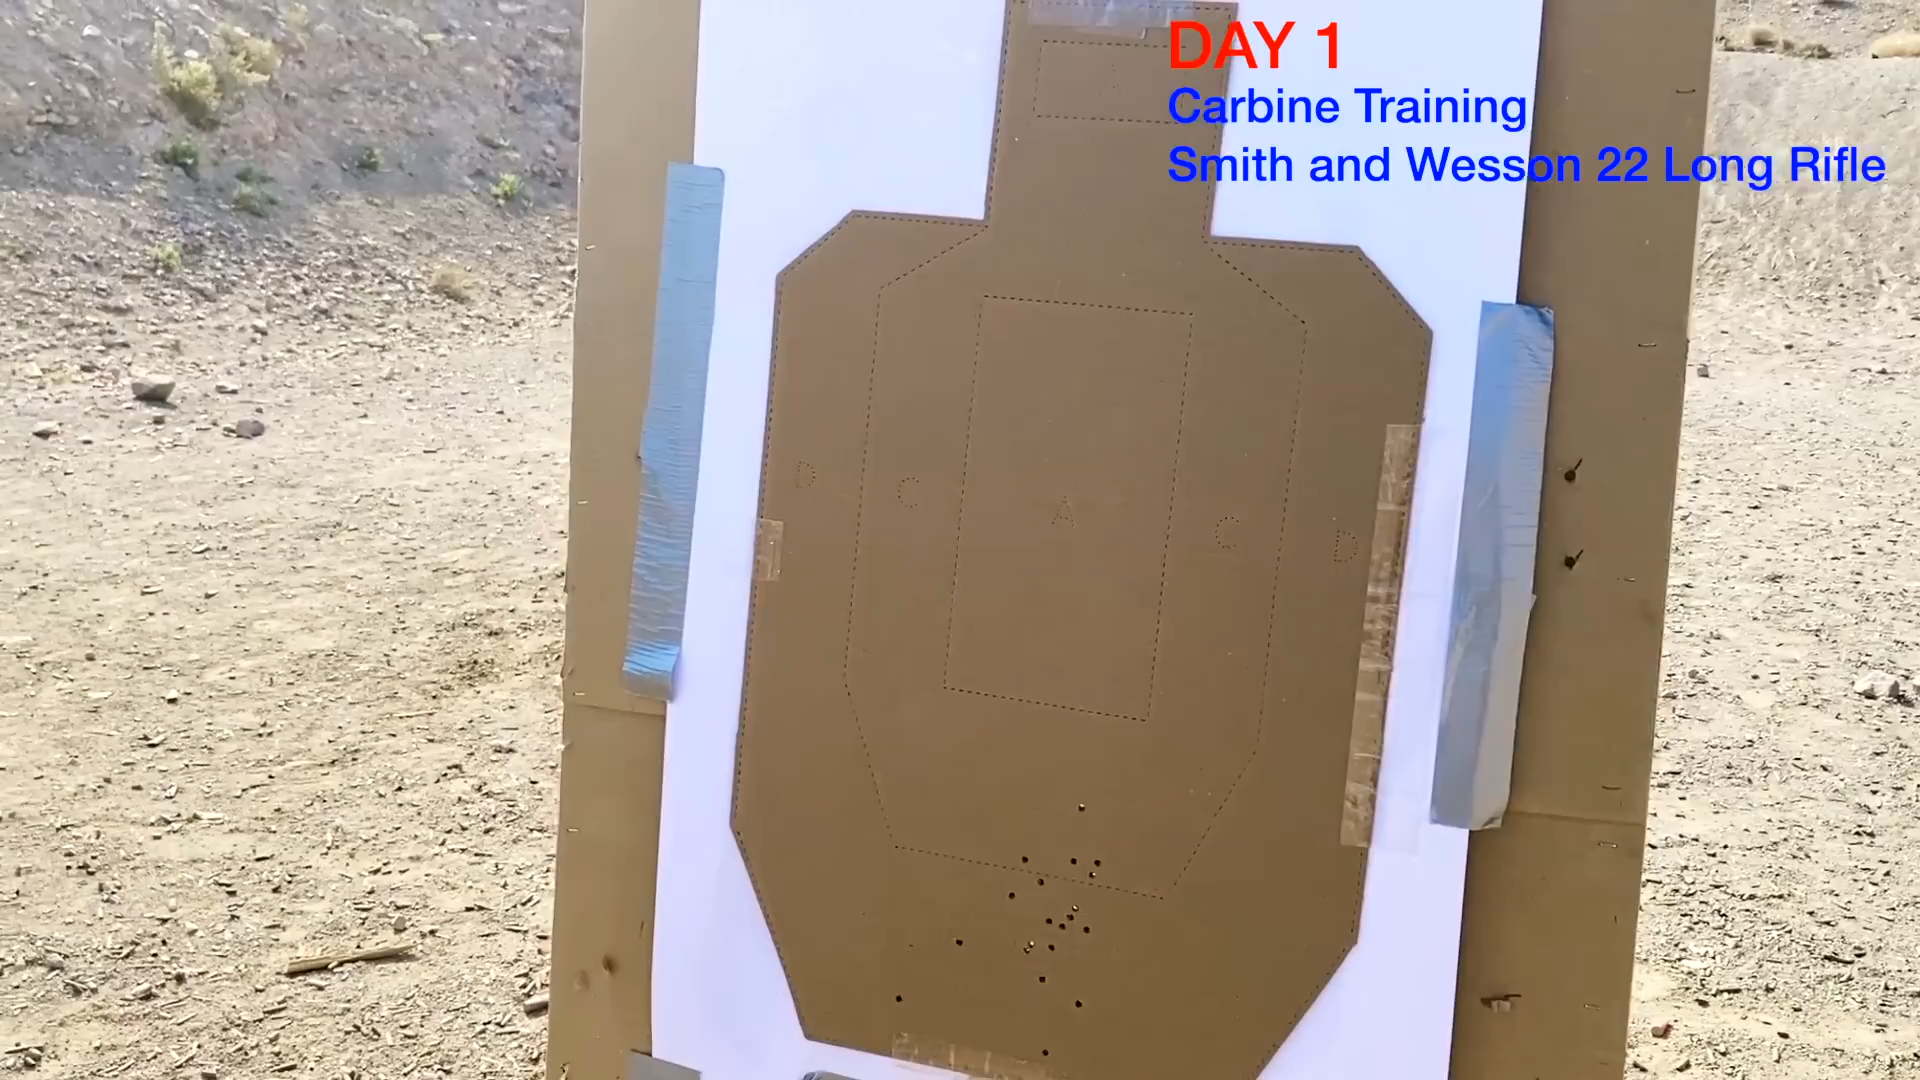 DAY 1
Carbine Training
Smith and Wesson 22 Long Rifle
A
D C A C D